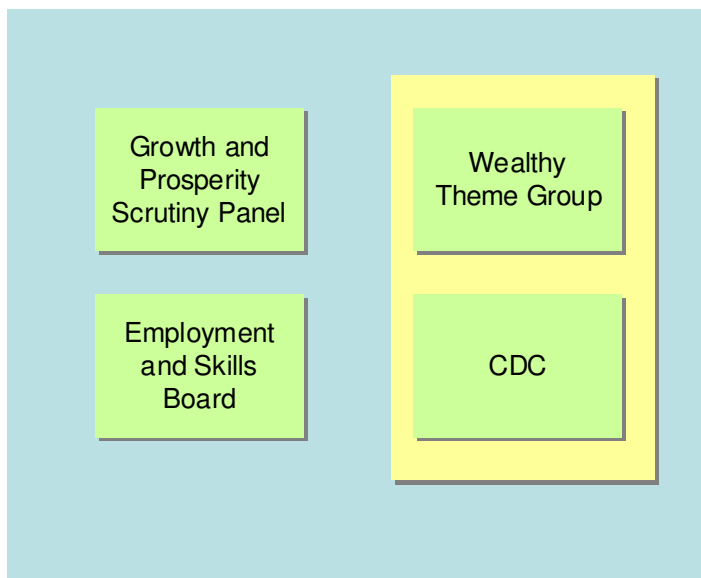 Growth and
Prosperity
Scrutiny Panel
Wealthy
Theme Group
Employment
and Skills
Board
CDC